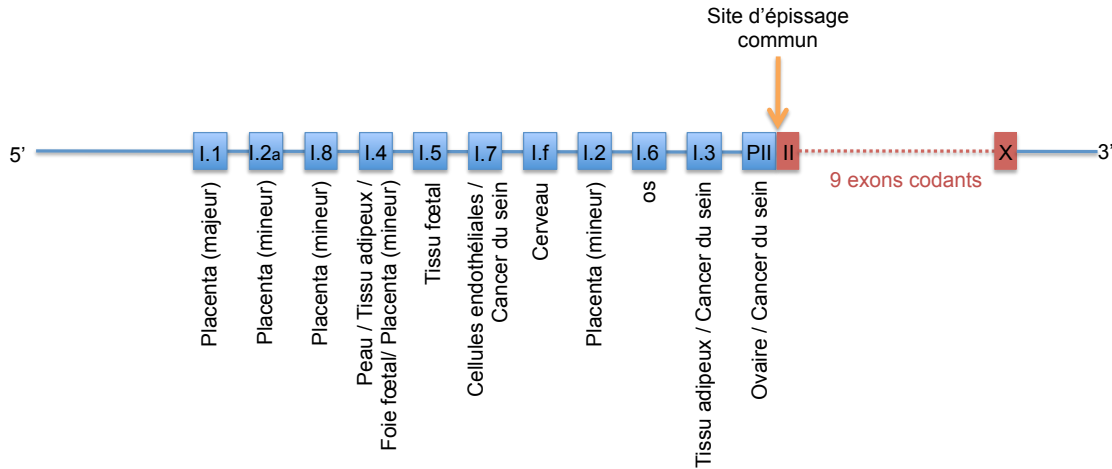 Site d’épissage
commun
5’
I.1
I.2a
I.8
I.4
I.5
I.7
I.f
I.2
I.6
I.3
PII
II
X
3’
9 exons codants
Placenta (majeur)
Placenta (mineur)
Placenta (mineur)
Peau / Tissu adipeux /
Foie fœtal/ Placenta (mineur)
Tissu fœtal
Cellules endothéliales /
Cancer du sein
Cerveau
Placenta (mineur)
os
Tissu adipeux / Cancer du sein
Ovaire / Cancer du sein